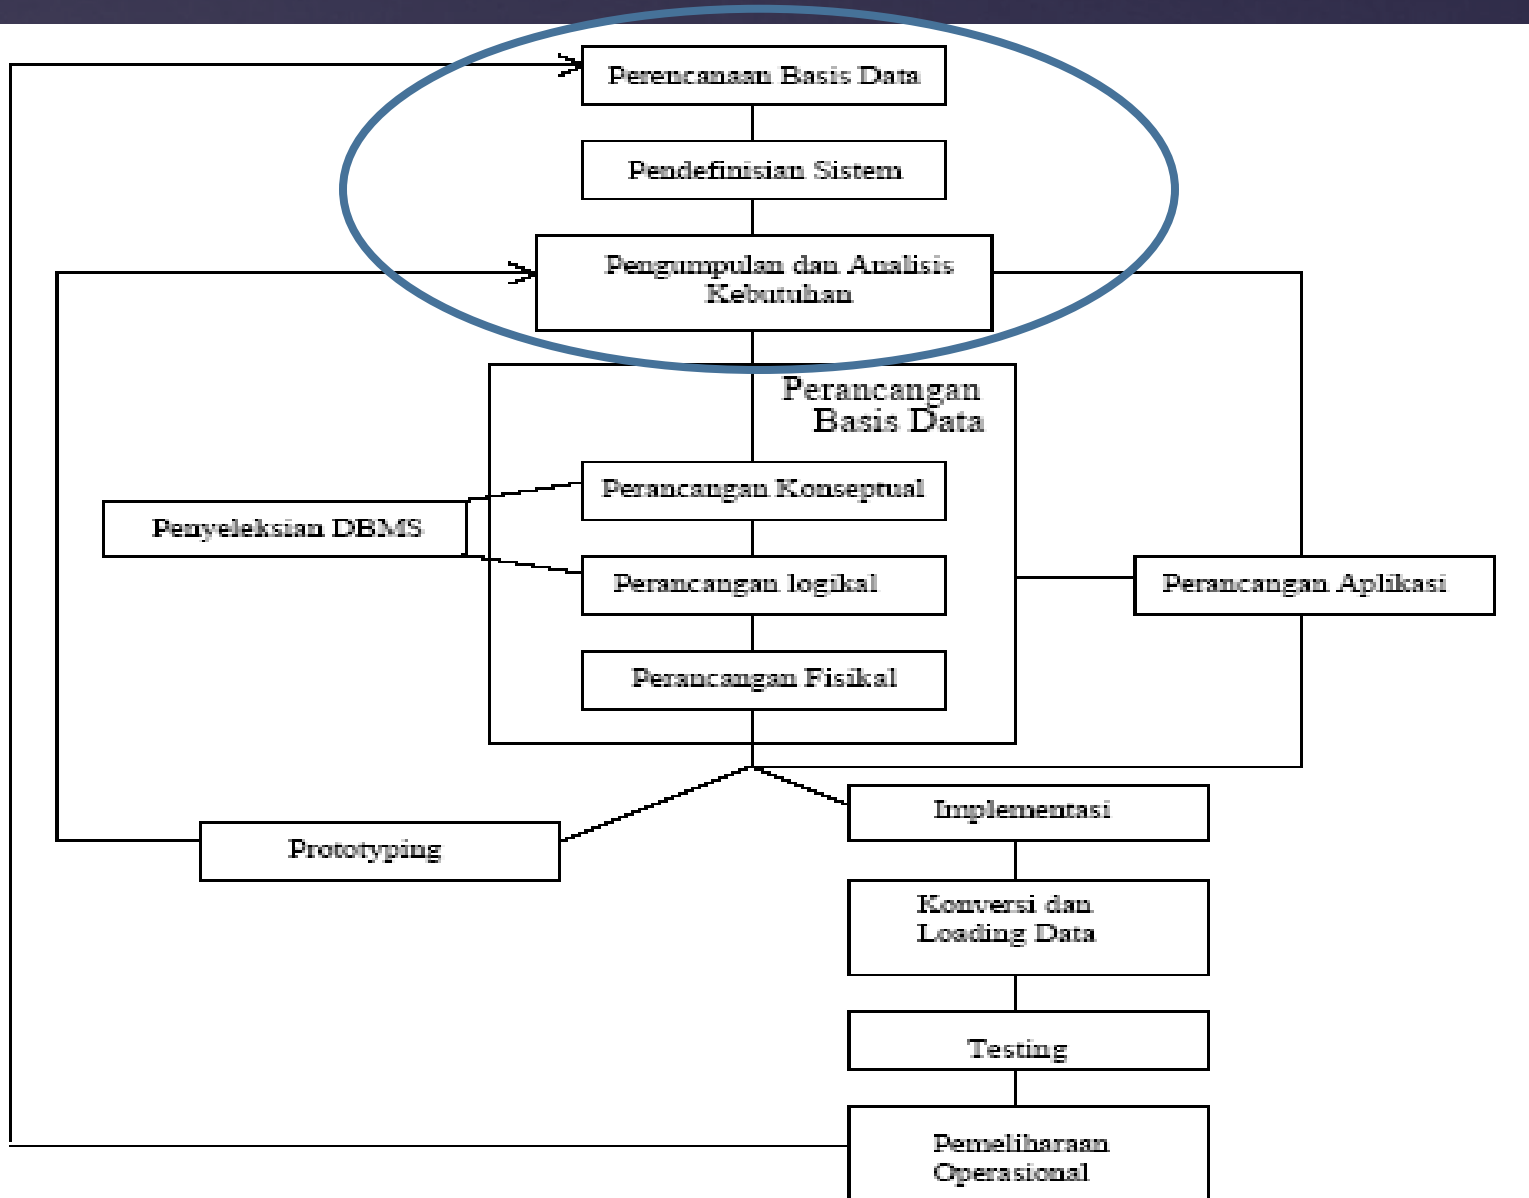 Perencanaan Basis Data
Pendefinisian Sistem
Pengumpulan dan Analisis
Kebutuhan
Perancangan
Basis Data
Perancangan Konseptual
Penyeleksian DBMS
Perancangan logikal
Perancangan Aplikasi
Perancangan Fisikal
Implementasi
Prototyping
Konversi dan
Loading Data
Testing
Pemeliharaan
Operasional